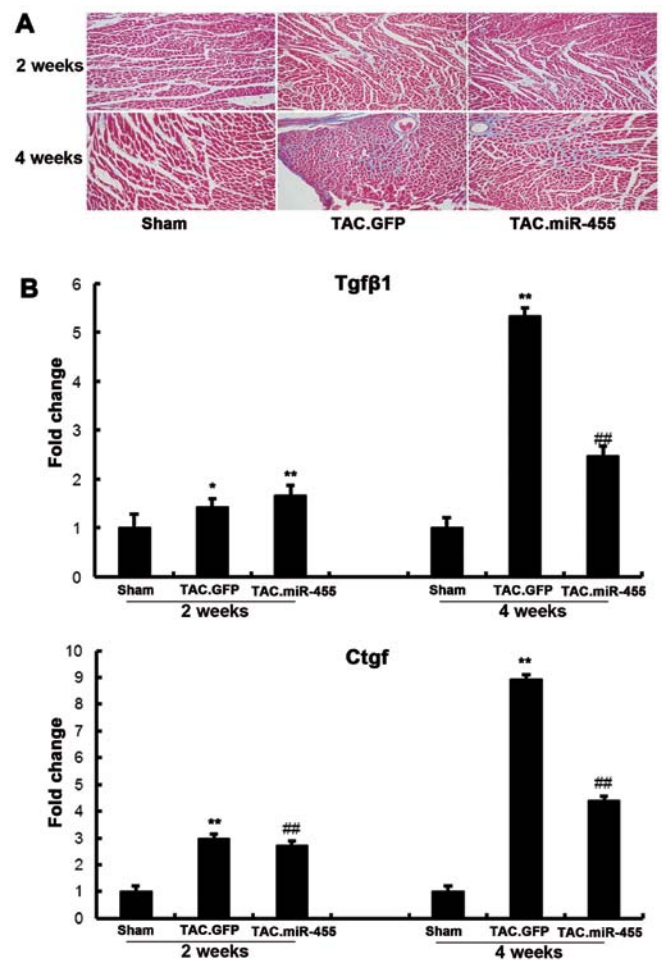 A
2 weeks
4 weeks
Sham TAC.GFP TAC.miR-455
B
Tgfβ1
Fold change
6
5
4
3
2
1
0
* ** ** ##
Sham TAC.GFP TAC.miR-455 Sham TAC.GFP TAC.miR-455
2 weeks 4 weeks
Ctgf
Fold change
10
9
8
7
6
5
4
3
2
1
0
** ## ** ##
Sham TAC.GFP TAC.miR-455 Sham TAC.GFP TAC.miR-455
2 weeks 4 weeks